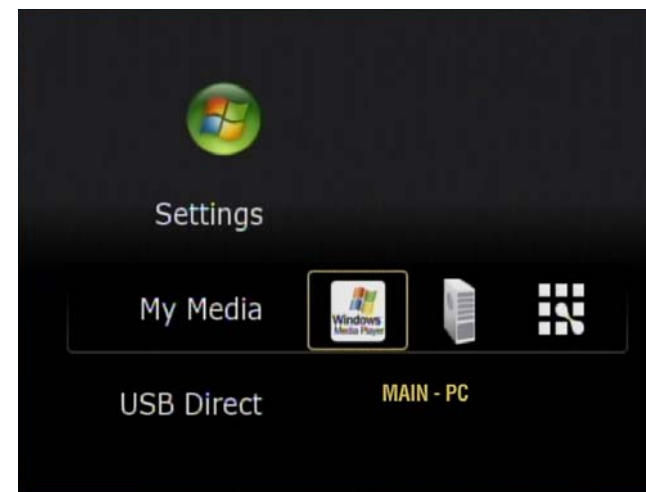 Settings
My Media
Windows
Media Player
USB Direct
MAIN - PC